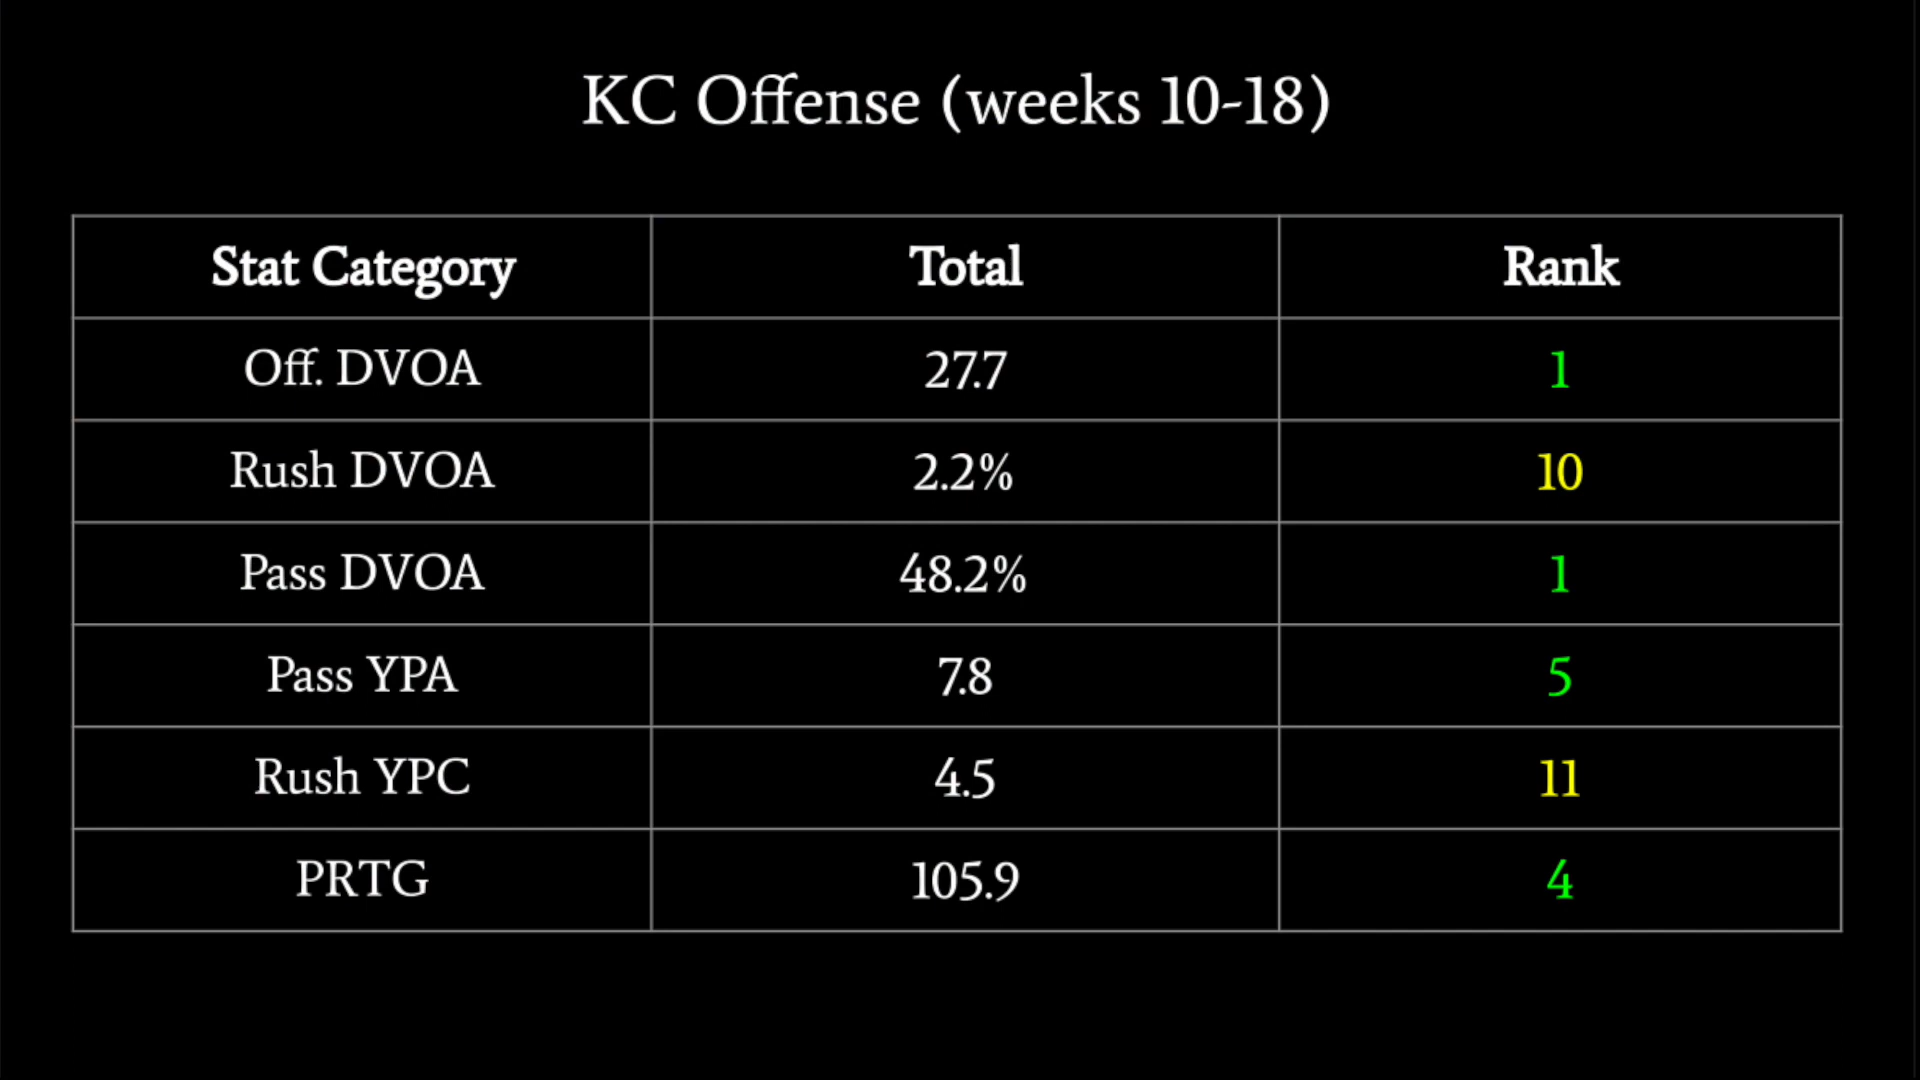 KC Offense (weeks 10-18)
Stat Category Total Rank
Off. DVOA 27.7 1
Rush DVOA 2.2% 10
Pass DVOA 48.2% 1
Pass YPA 7.8 5
Rush YPC 4.5 11
PRTG 105.9 4